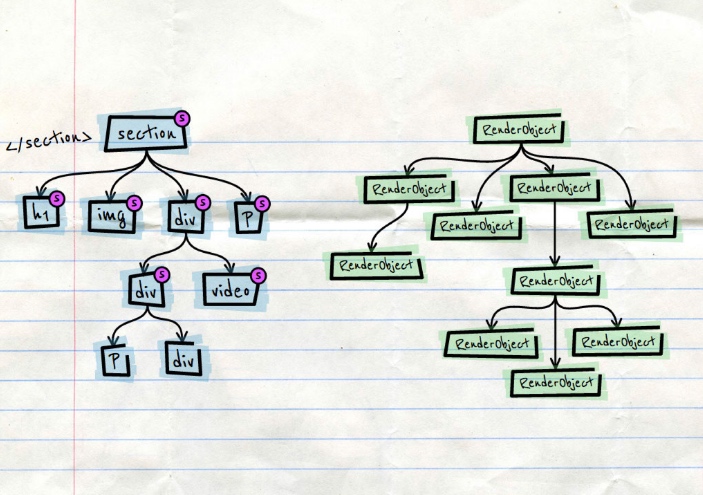 </section>
section
S
h1
S
img
S
div
S
P
S
div
S
video
S
P
div
RenderObject
RenderObject
RenderObject
RenderObject
RenderObject
RenderObject
RenderObject
RenderObject
RenderObject
RenderObject